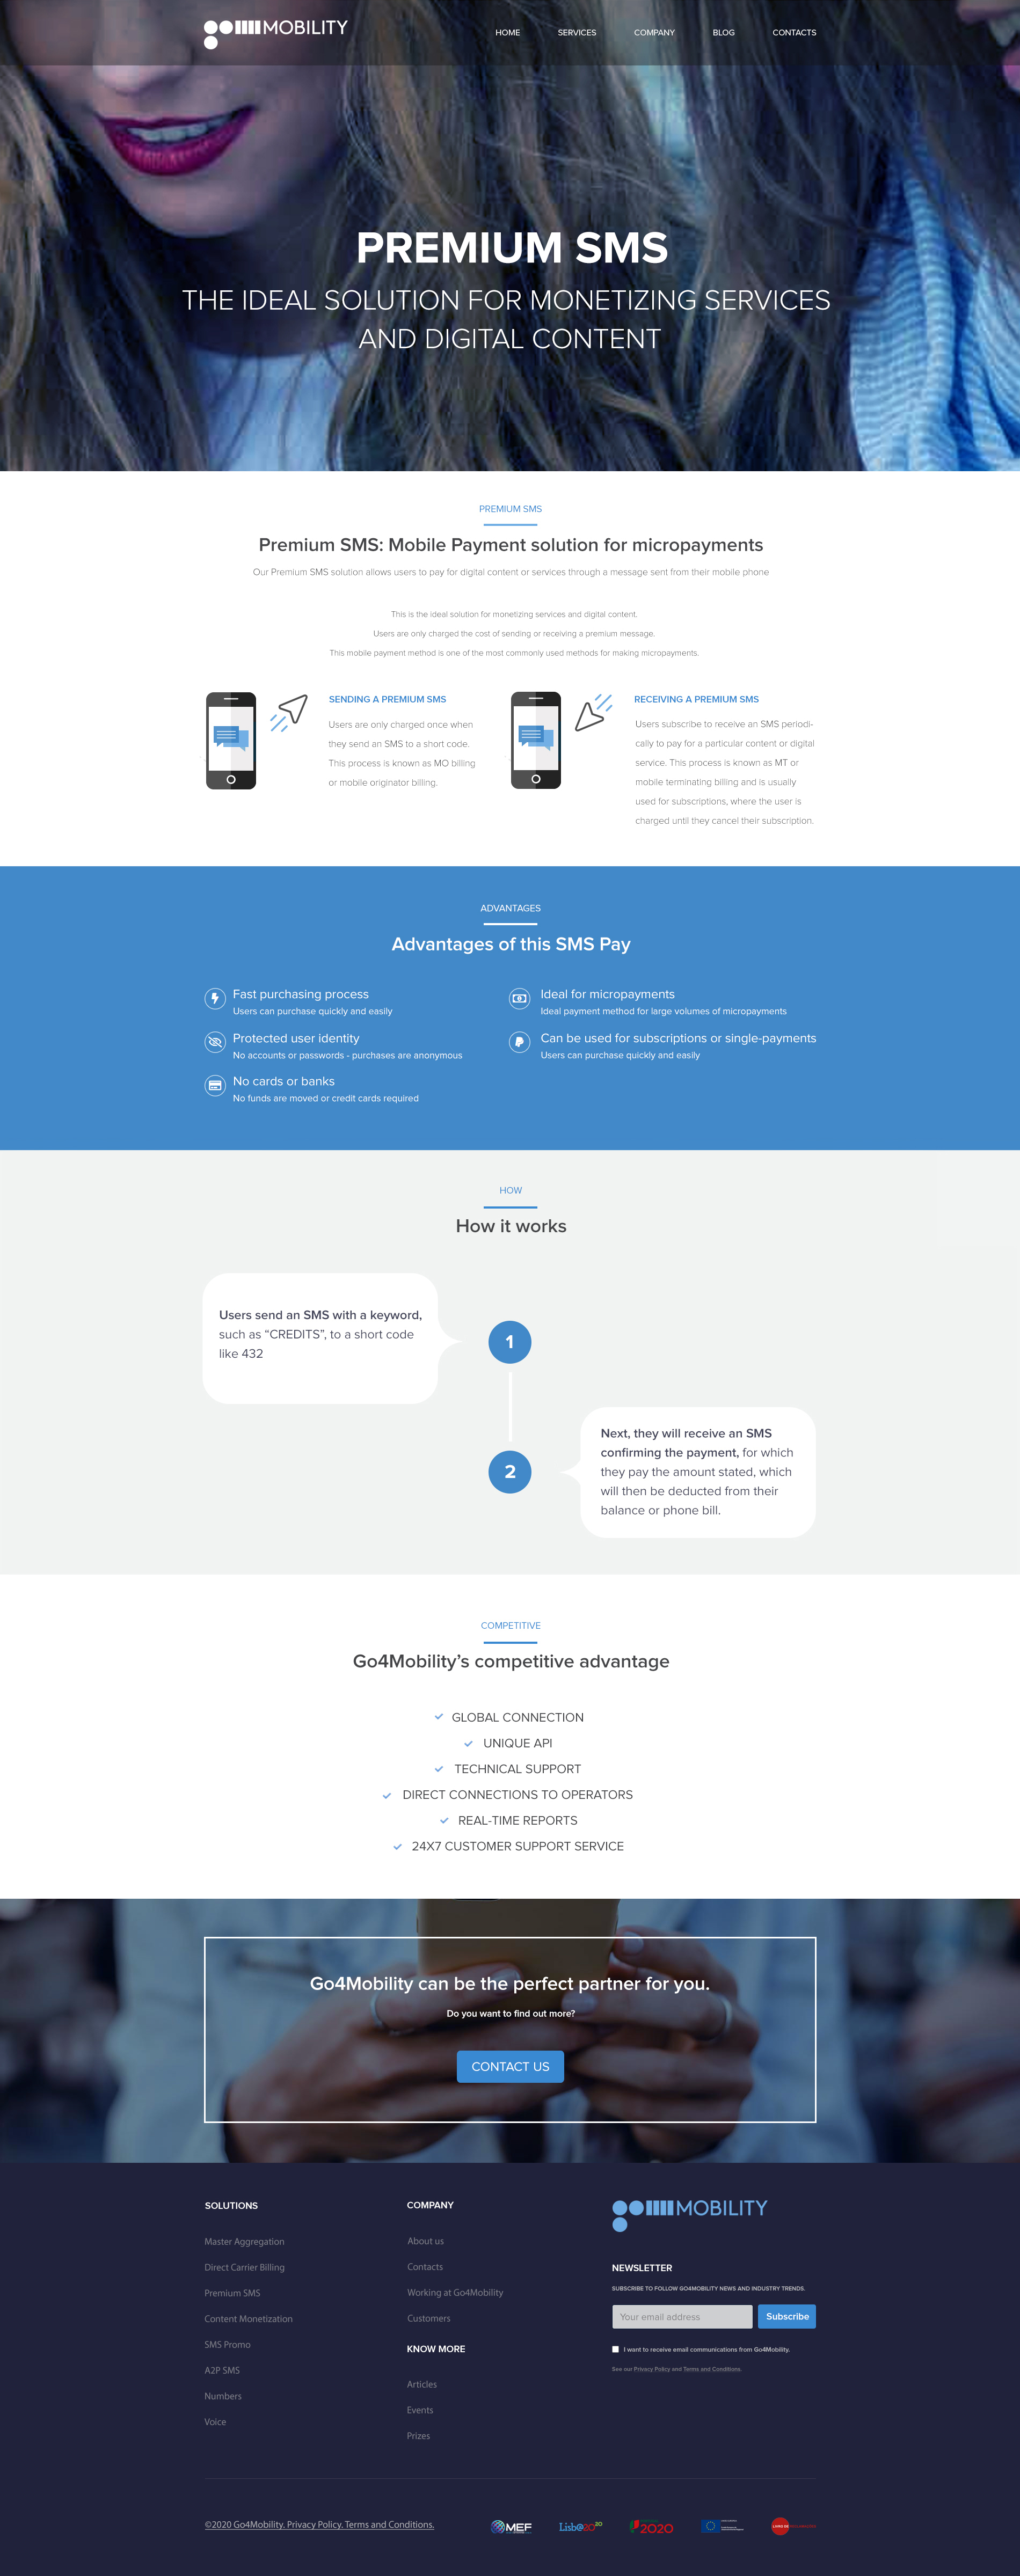 MOBILITY
HOME
SERVICES
COMPANY
BLOG
CONTACTS
PREMIUM SMS
THE IDEAL SOLUTION FOR MONETIZING SERVICES
AND DIGITAL CONTENT
PREMIUM SMS
Premium SMS: Mobile Payment solution for micropayments
Our Premium SMS solution allows users to pay for digital content or services through a message sent from their mobile phone
This is the ideal solution for monetizing services and digital content.
Users are only charged the cost of sending or receiving a premium message.
This mobile payment method is one of the most commonly used methods for making micropayments.
SENDING A PREMIUM SMS
Users are only charged once when
they send an SMS to a short code.
This process is known as MO billing
or mobile originator billing.
RECEIVING A PREMIUM SMS
Users subscribe to receive an SMS periodi-
cally to pay for a particular content or digital
service. This process is known as MT or
mobile terminating billing and is usually
used for subscriptions, where the user is
charged until they cancel their subscription.
ADVANTAGES
Advantages of this SMS Pay
Fast purchasing process
Users can purchase quickly and easily
Protected user identity
No accounts or passwords - purchases are anonymous
No cards or banks
No funds are moved or credit cards required
Ideal for micropayments
Ideal payment method for large volumes of micropayments
Can be used for subscriptions or single-payments
Users can purchase quickly and easily
HOW
How it works
Users send an SMS with a keyword,
such as “CREDITS”, to a short code
like 432
1
2
Next, they will receive an SMS
confirming the payment, for which
they pay the amount stated, which
will then be deducted from their
balance or phone bill.
COMPETITIVE
Go4Mobility’s competitive advantage
GLOBAL CONNECTION
UNIQUE API
TECHNICAL SUPPORT
DIRECT CONNECTIONS TO OPERATORS
REAL-TIME REPORTS
24X7 CUSTOMER SUPPORT SERVICE
Go4Mobility can be the perfect partner for you.
Do you want to find out more?
CONTACT US
SOLUTIONS
Master Aggregation
Direct Carrier Billing
Premium SMS
Content Monetization
SMS Promo
A2P SMS
Numbers
Voice
COMPANY
About us
Contacts
Working at Go4Mobility
Customers
KNOW MORE
Articles
Events
Prizes
MOBILITY
NEWSLETTER
SUBSCRIBE TO FOLLOW GO4MOBILITY NEWS AND INDUSTRY TRENDS.
Your email address
Subscribe
I want to receive email communications from Go4Mobility.
See our Privacy Policy and Terms and Conditions.
©2020 Go4Mobility. Privacy Policy. Terms and Conditions.
MEF
Lisb@2020
2020
LIVRO DE